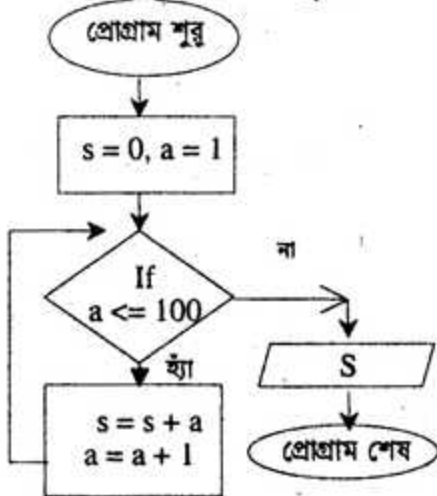 প্রোগ্রাম শুরু
s = 0, a = 1
If
a <= 100
না
হ্যাঁ
s = s + a
a = a + 1
S
প্রোগ্রাম শেষ